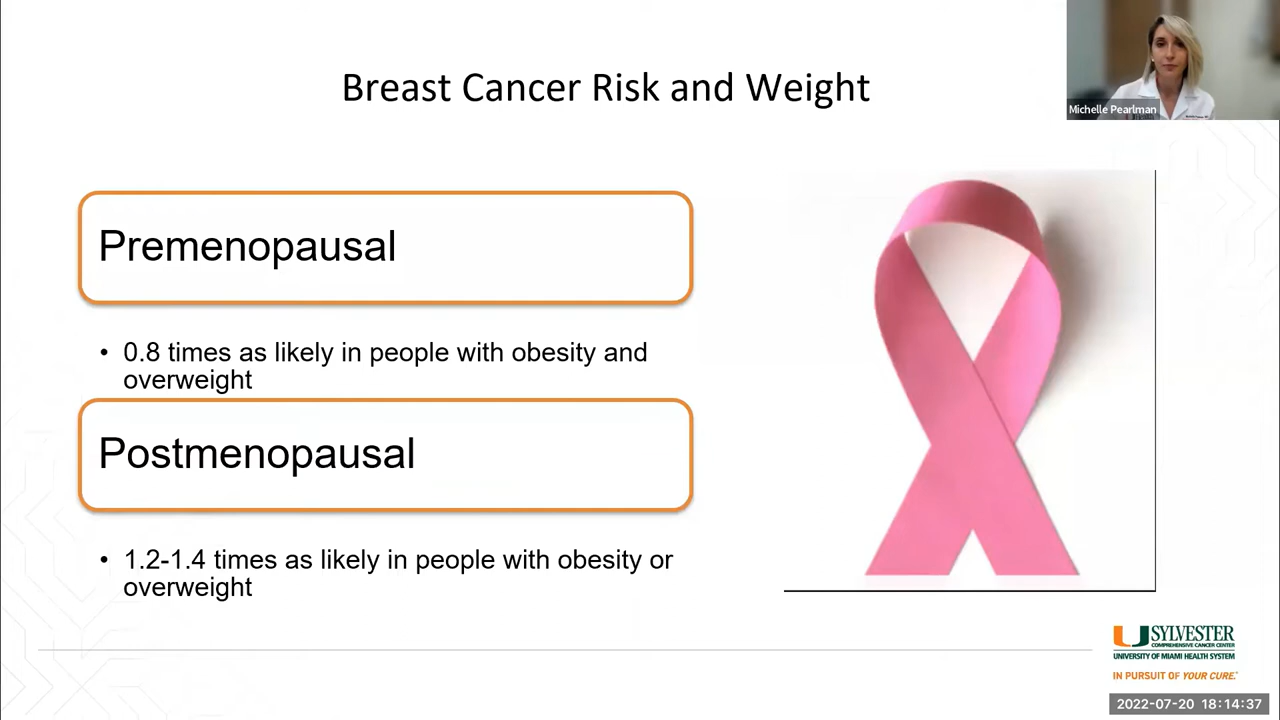 Breast Cancer Risk and Weight
Michelle Pearlman
Premenopausal
• 0.8 times as likely in people with obesity and
overweight
Postmenopausal
• 1.2-1.4 times as likely in people with obesity or
overweight
SYLVESTER
COMPREHENSIVE CANCER CENTER
UNIVERSITY OF MIAMI HEALTH SYSTEM
IN PURSUIT OF YOUR CURE.
2022-07-20 18:14:37